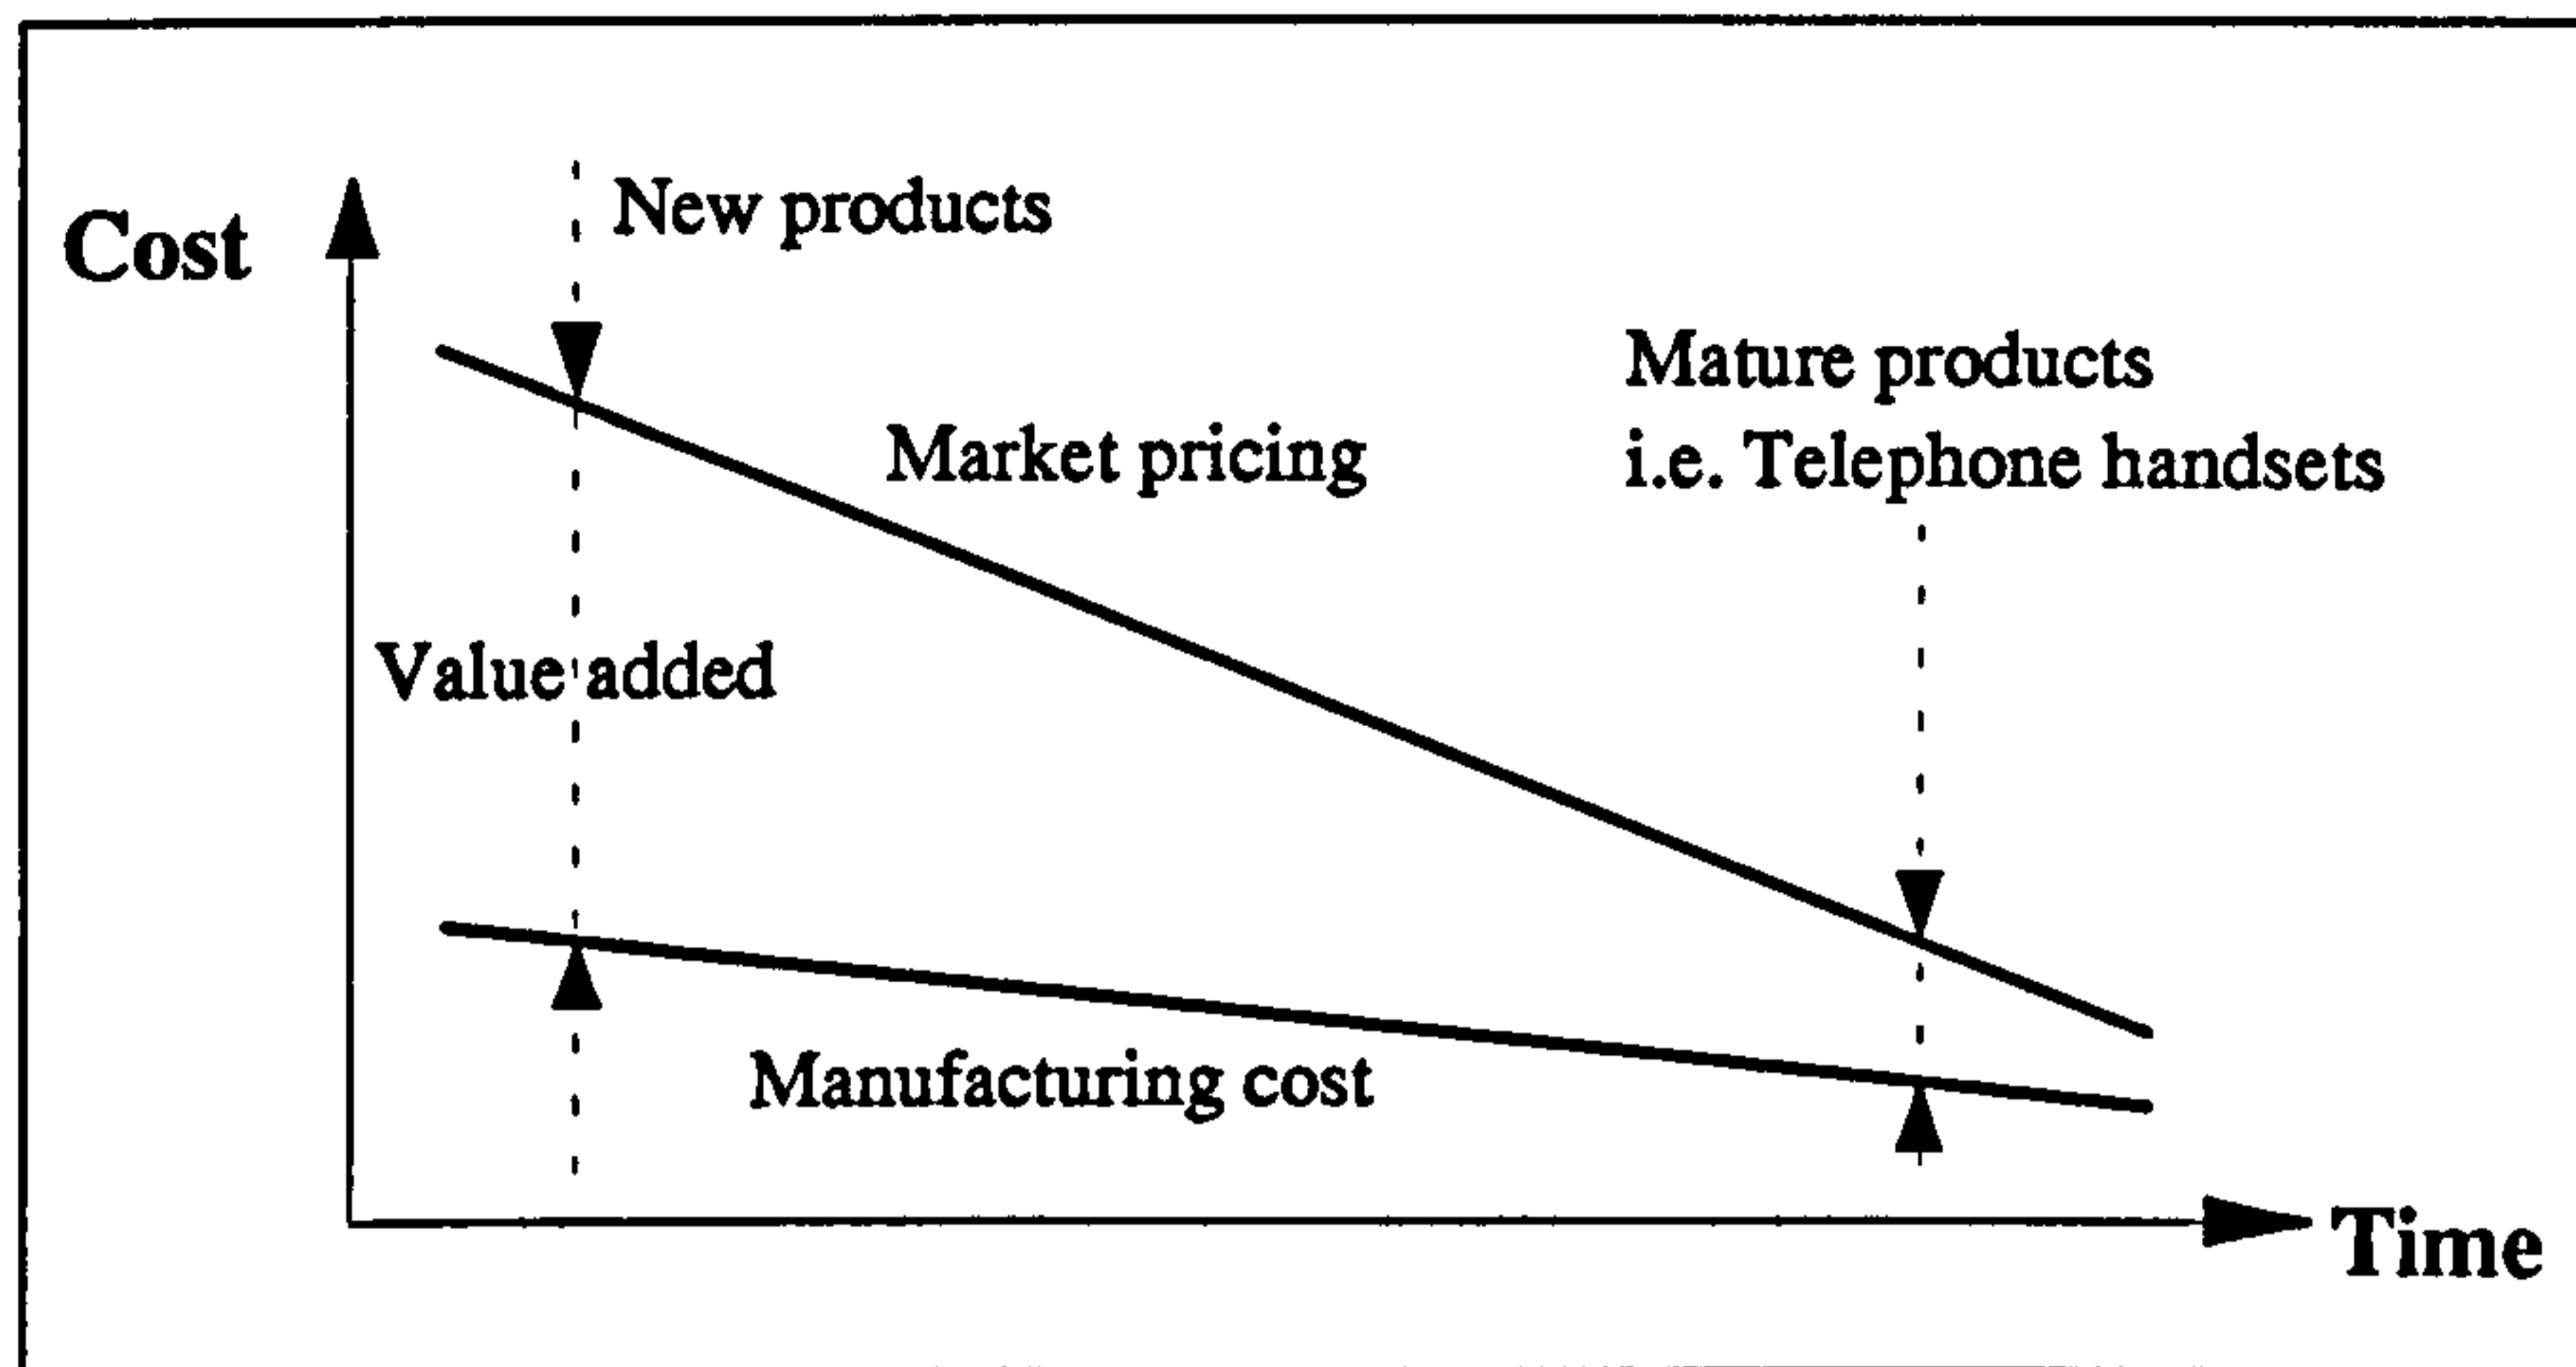 New products
Cost
Mature products
Market pricing
i.e. Telephone handsets
Value added
Manufacturing cost
Time